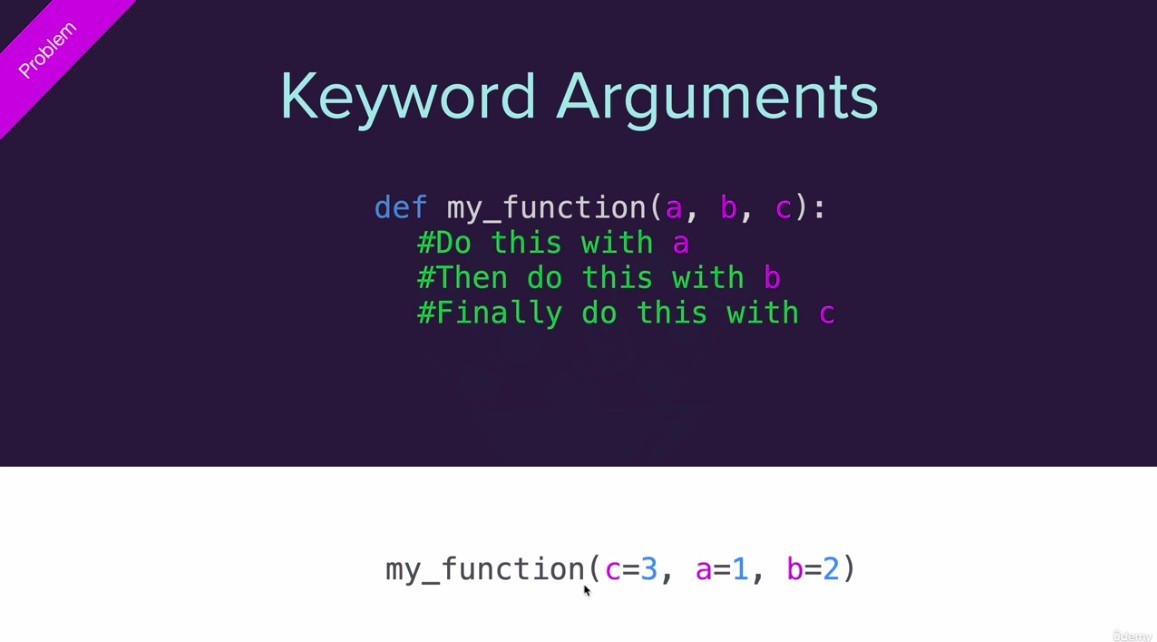 Problem
Keyword Arguments
def my_function(a, b, c):
#Do this with a
#Then do this with b
#Finally do this with c
my_function(c=3, a=1, b=2)
ûdemy